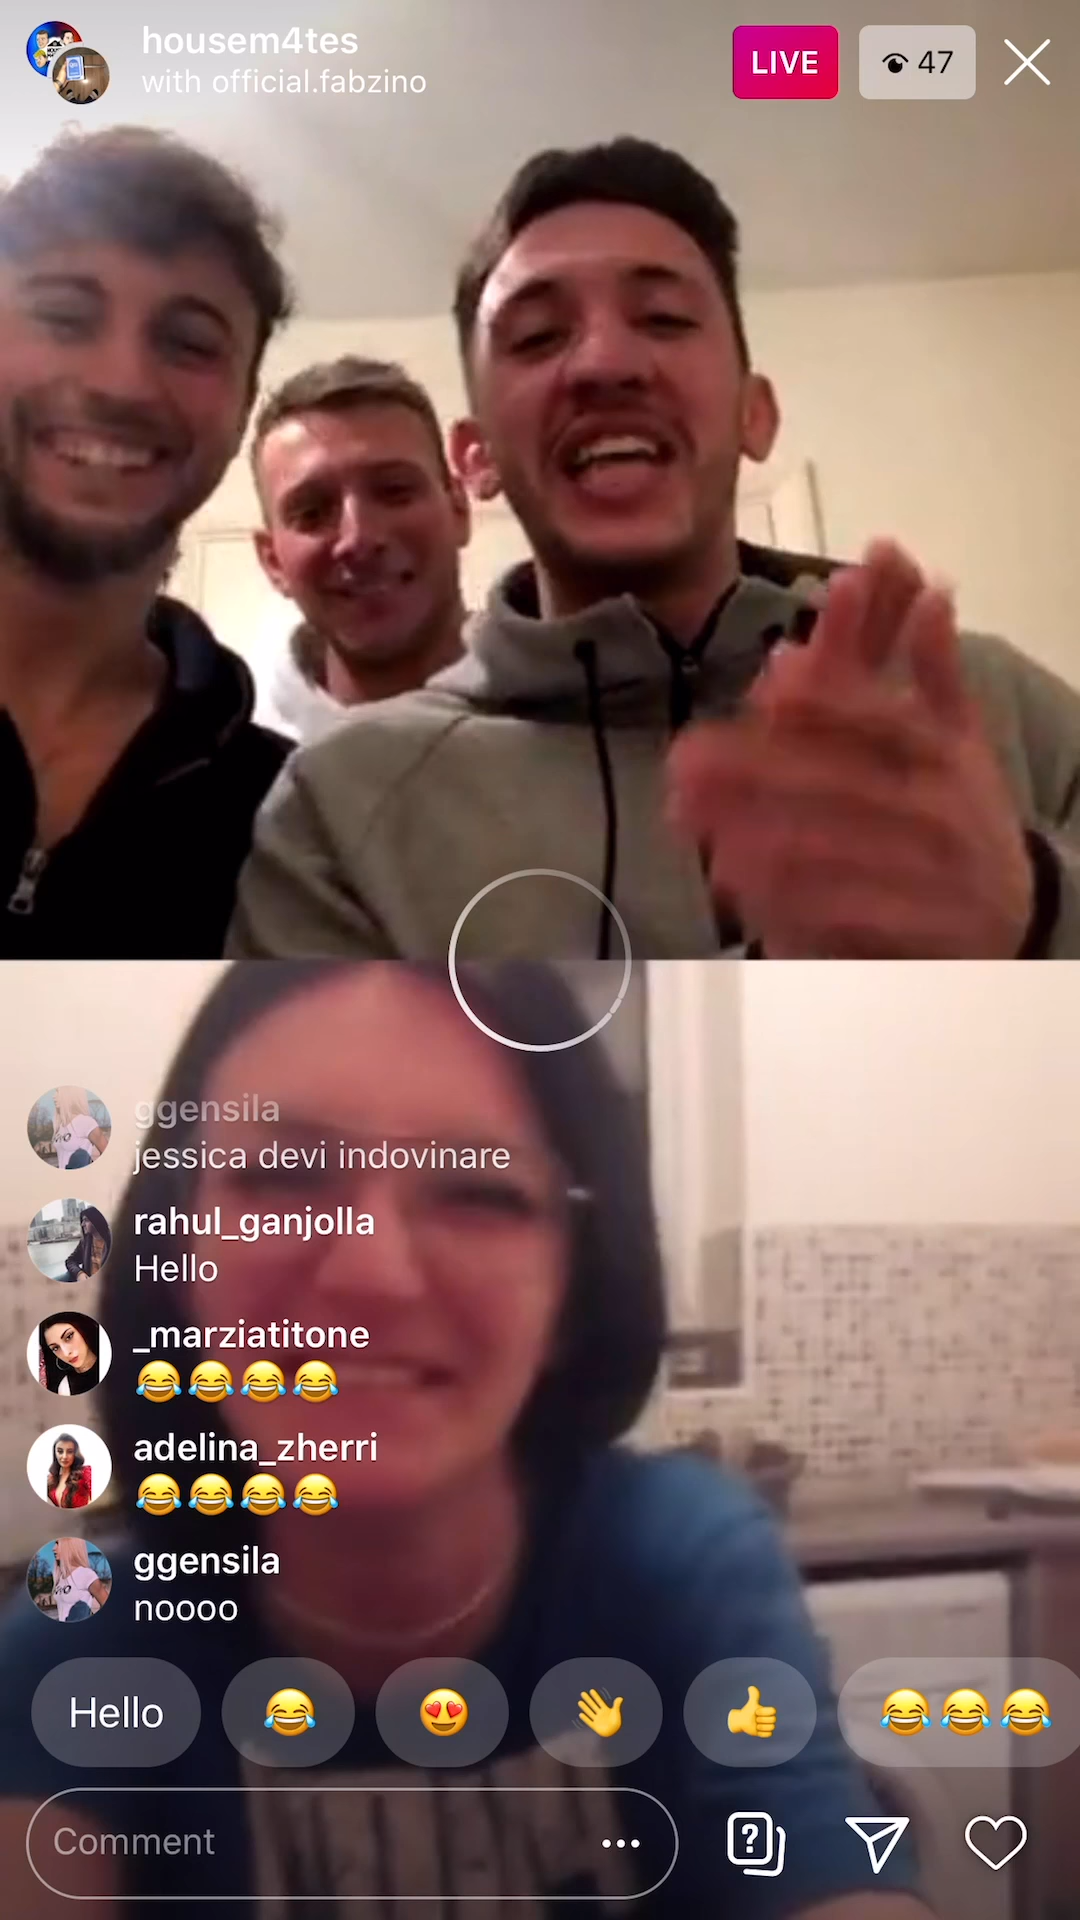 housem4tes
with official.fabzino
LIVE
47
ggensila
jessica devi indovinare
rahul_ganjolla
Hello
_marziatitone
😂😂😂😂
adelina_zherri
😂😂😂😂
ggensila
noooo
Hello 😂 😍 👋 👍 😂😂😂
Comment